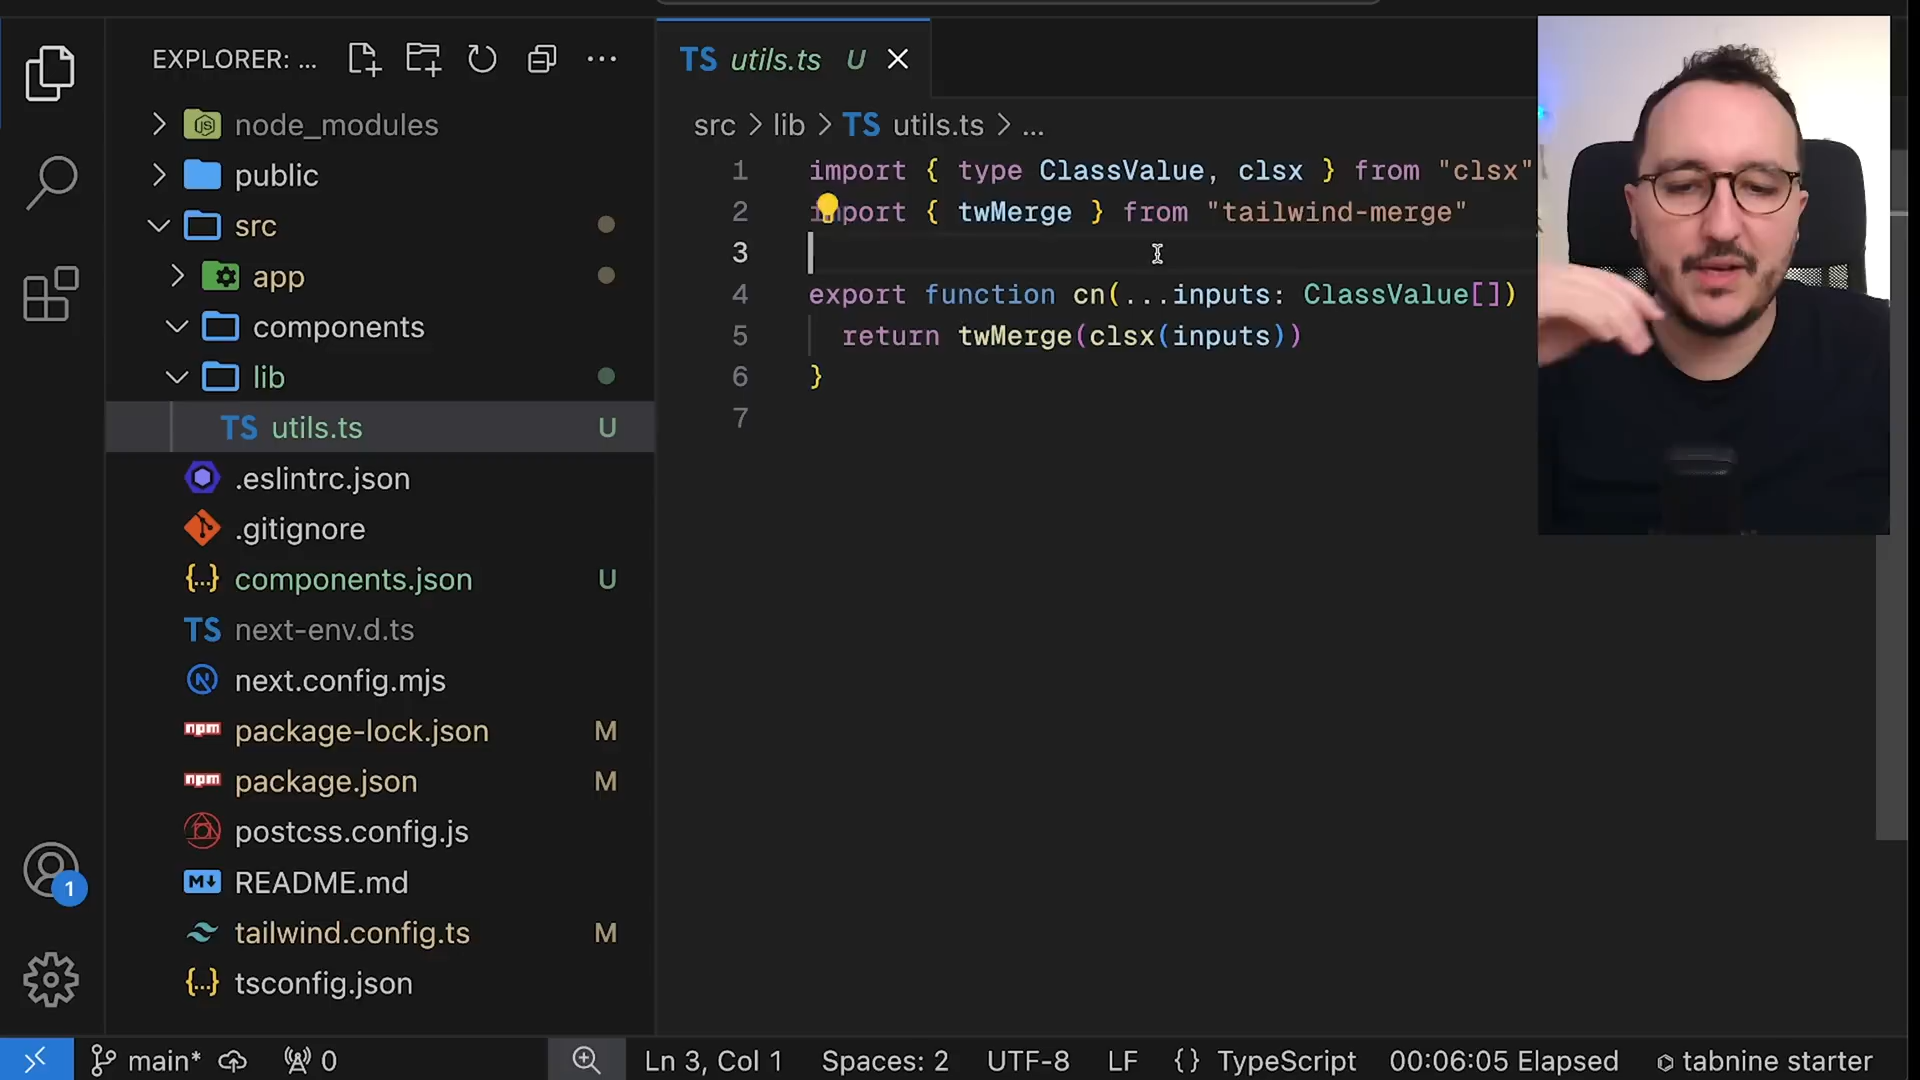 EXPLORER: ...
node_modules
public
src
app
components
lib
TS utils.ts U
.eslintrc.json
.gitignore
{...} components.json U
TS next-env.d.ts
next.config.mjs
npm package-lock.json M
npm package.json M
postcss.config.js
README.md
tailwind.config.ts M
{...} tsconfig.json
1
TS utils.ts U
src > lib > TS utils.ts > ...
1 import { type ClassValue, clsx } from "clsx"
2 import { twMerge } from "tailwind-merge"
3
4 export function cn(...inputs: ClassValue[])
5 return twMerge(clsx(inputs))
6 }
7
main* 0 Ln 3, Col 1 Spaces: 2 UTF-8 LF {} TypeScript 00:06:05 Elapsed tabnine starter